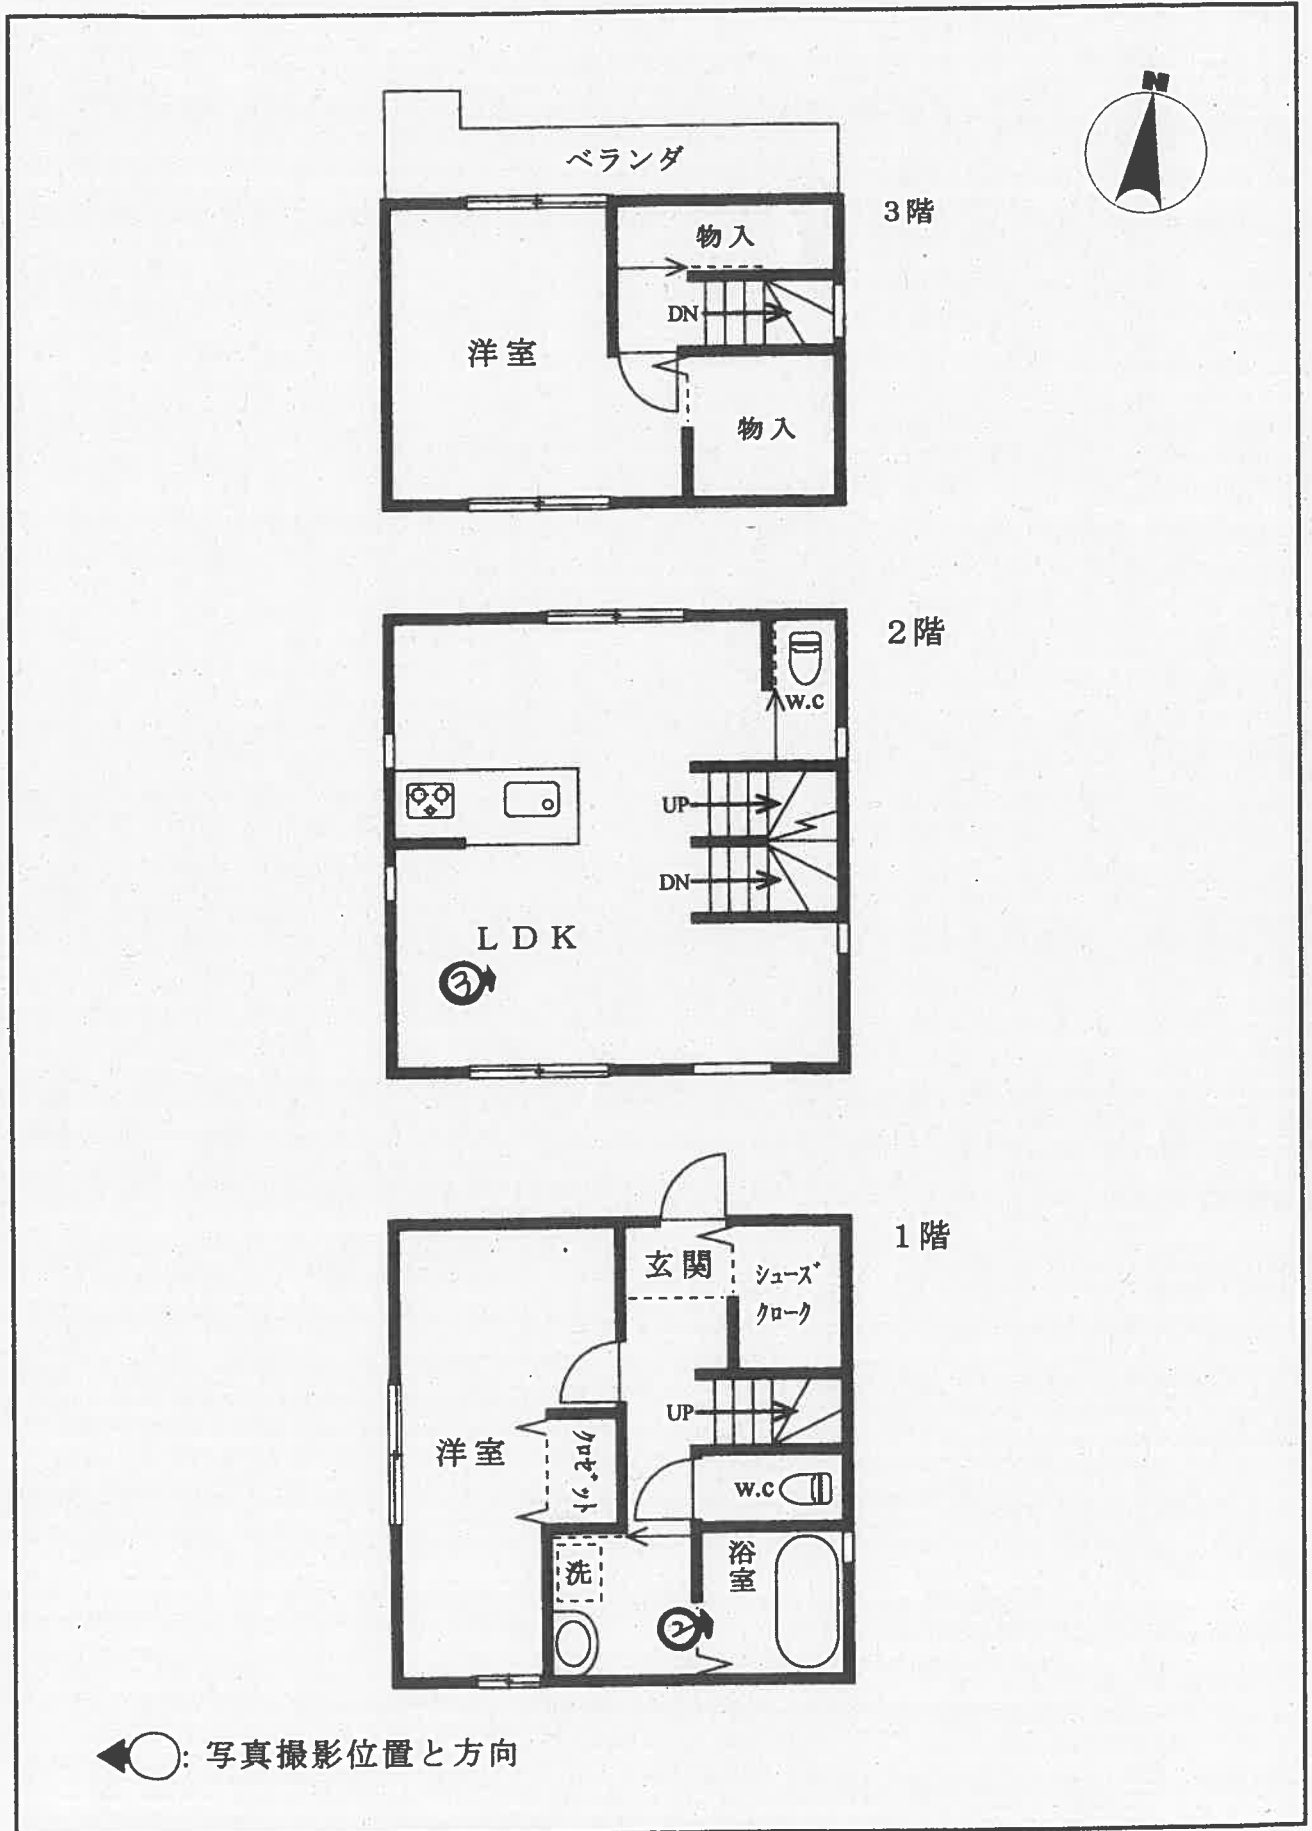 N
ベランダ
3階
物入
DN
洋室
物入
2階
W.C
UP
DN
LDK
③
1階
玄関
シューズ
クローク
UP
洋室
クロゼット
W.C
浴室
洗
②
: 写真撮影位置と方向